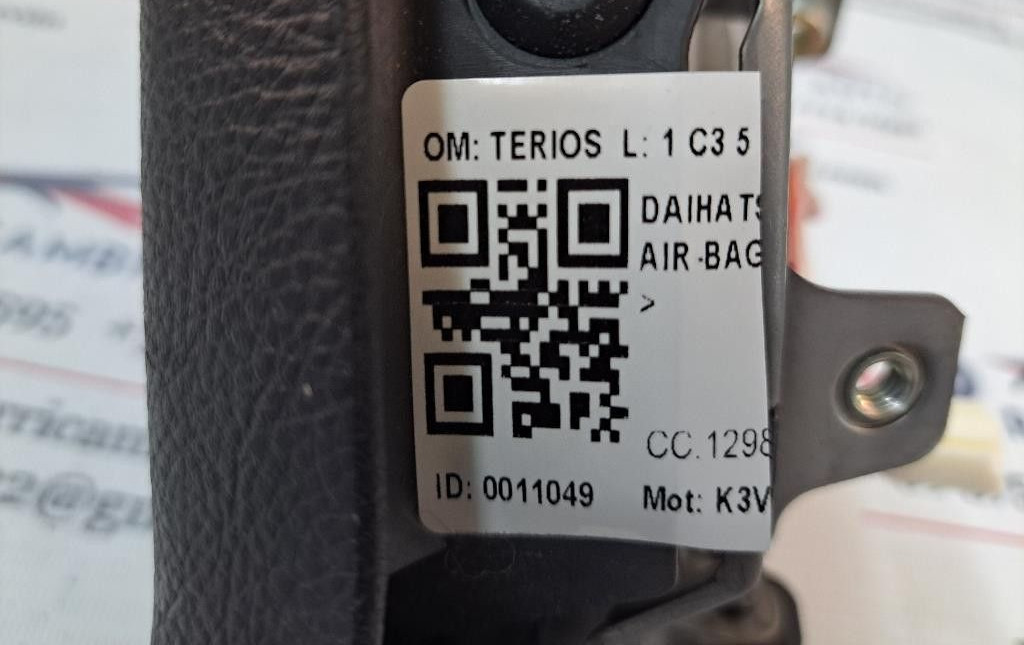 OM: TERIOS L: 1 C3 5
DAIHATS
AIR-BAG
>
CC.1298
ID: 0011049 Mot: K3V